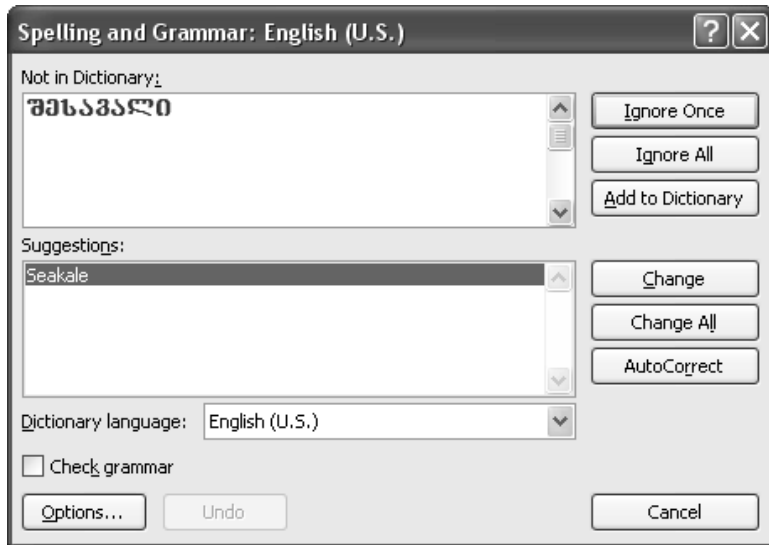 Spelling and Grammar: English (U.S.)
Not in Dictionary:
შესავალი
Ignore Once
Ignore All
Add to Dictionary
Suggestions:
Seakale
Change
Change All
AutoCorrect
Dictionary language: English (U.S.)
Check grammar
Options... Undo Cancel